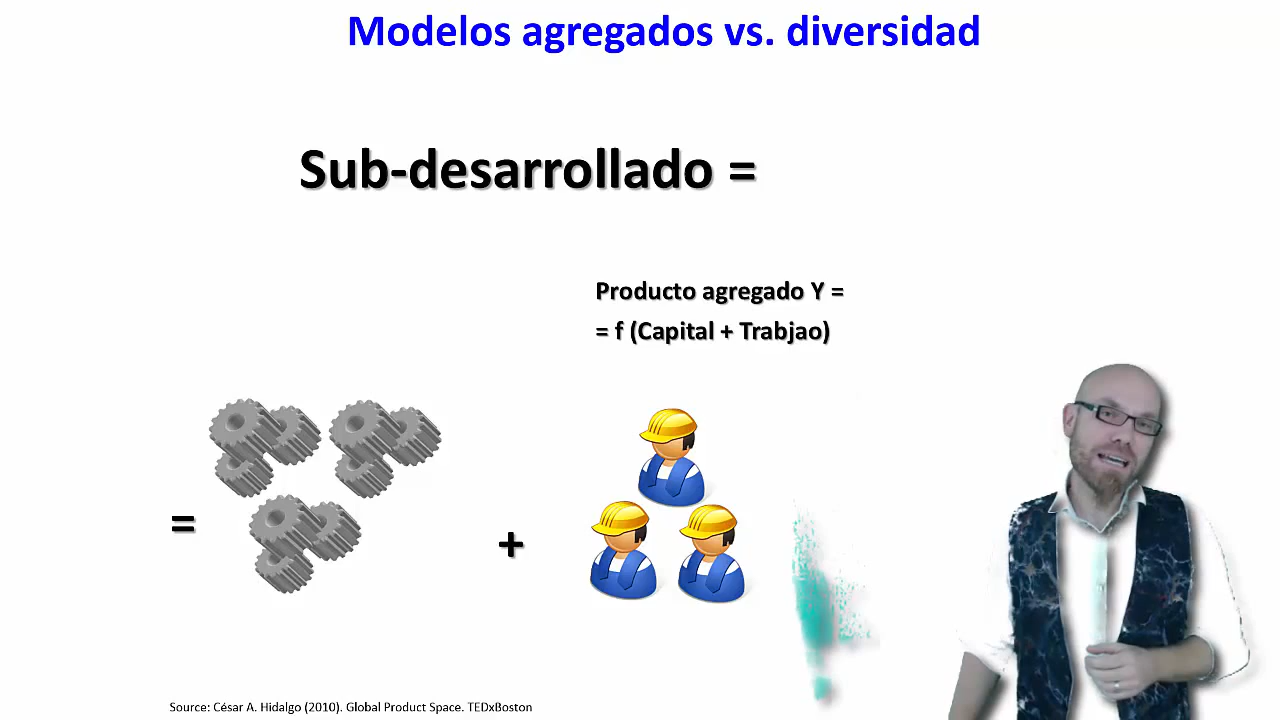 Modelos agregados vs. diversidad
Sub-desarrollado =
Producto agregado Y =
= f (Capital + Trabjao)
=
+
Source: César A. Hidalgo (2010). Global Product Space. TEDxBoston